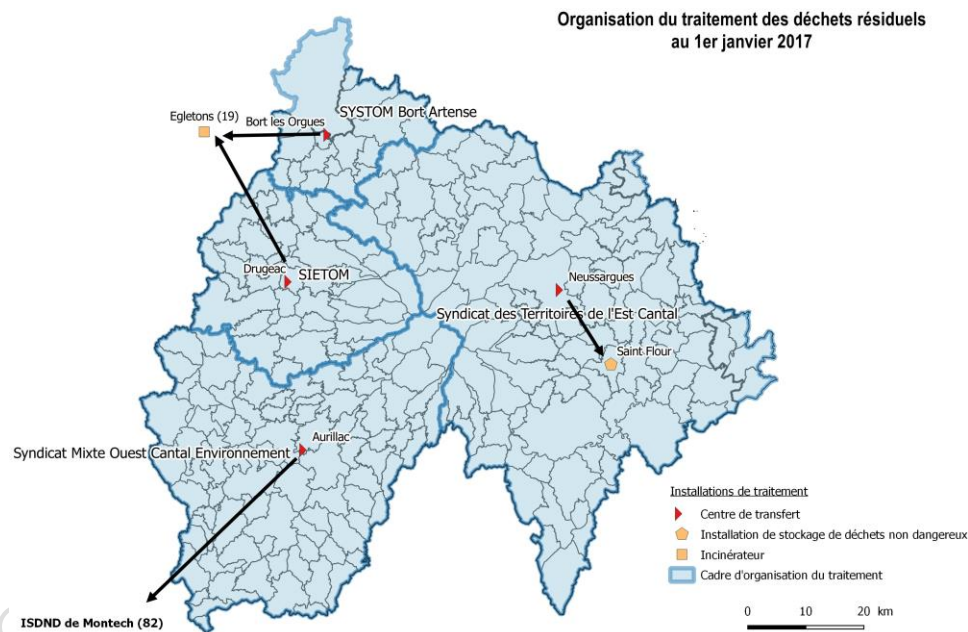 Organisation du traitement des déchets résiduels
au 1er janvier 2017
SYSTOM Bort Artense
Egletons (19)
Bort les Orgues
Drugeac
SIETOM
Neussargues
Syndicat des Territoires de l'Est Cantal
Saint Flour
Aurillac
Syndicat Mixte Ouest Cantal Environnement
ISDND de Montech (82)
Installations de traitement
Centre de transfert
Installation de stockage de déchets non dangereux
Incinérateur
Cadre d'organisation du traitement
0 10 20 km